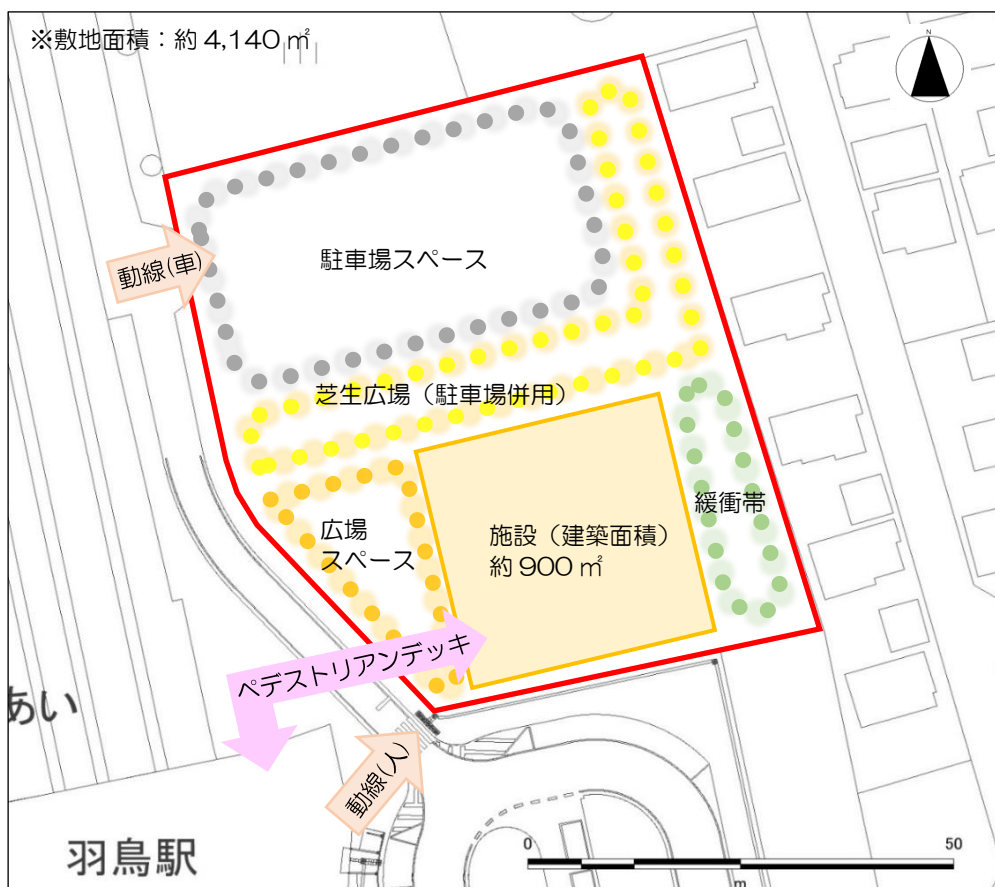 ※敷地面積：約 4,140 ㎡
N
駐車場スペース
動線(車)
芝生広場（駐車場併用）
緩衝帯
広場
スペース
施設（建築面積）
約 900 ㎡
ペデストリアンデッキ
あい
動線(人)
羽鳥駅
0
50
m